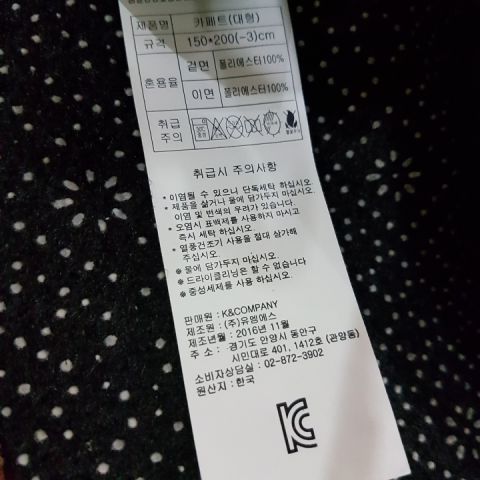 제품명 카페트(대형)
규격 150*200(-3)cm
혼용율 겉면 폴리에스터100%
이면 폴리에스터100%
취급
주의
취급시 주의사항
* 이염될 수 있으니 단독세탁 하십시오.
* 제품을 삶거나 물에 담가두지 마십시오.
이염 및 변색의 우려가 있습니다.
* 오염시 표백제를 사용하지 마시고
즉시 세탁 하십시오.
* 열풍건조기 사용을 절대 삼가해
주십시오.
※ 물에 담가두지 마십시오.
※ 드라이클리닝은 할 수 없습니다
※ 중성세제를 사용 하십시오.
판매원 : K&COMPANY
제조원 : (주)유엠에스
제조년월 : 2016년 11월
주 소 : 경기도 안양시 동안구
시민대로 401, 1412호 (관양동)
소비자상담실 : 02-872-3902
원산지 : 한국